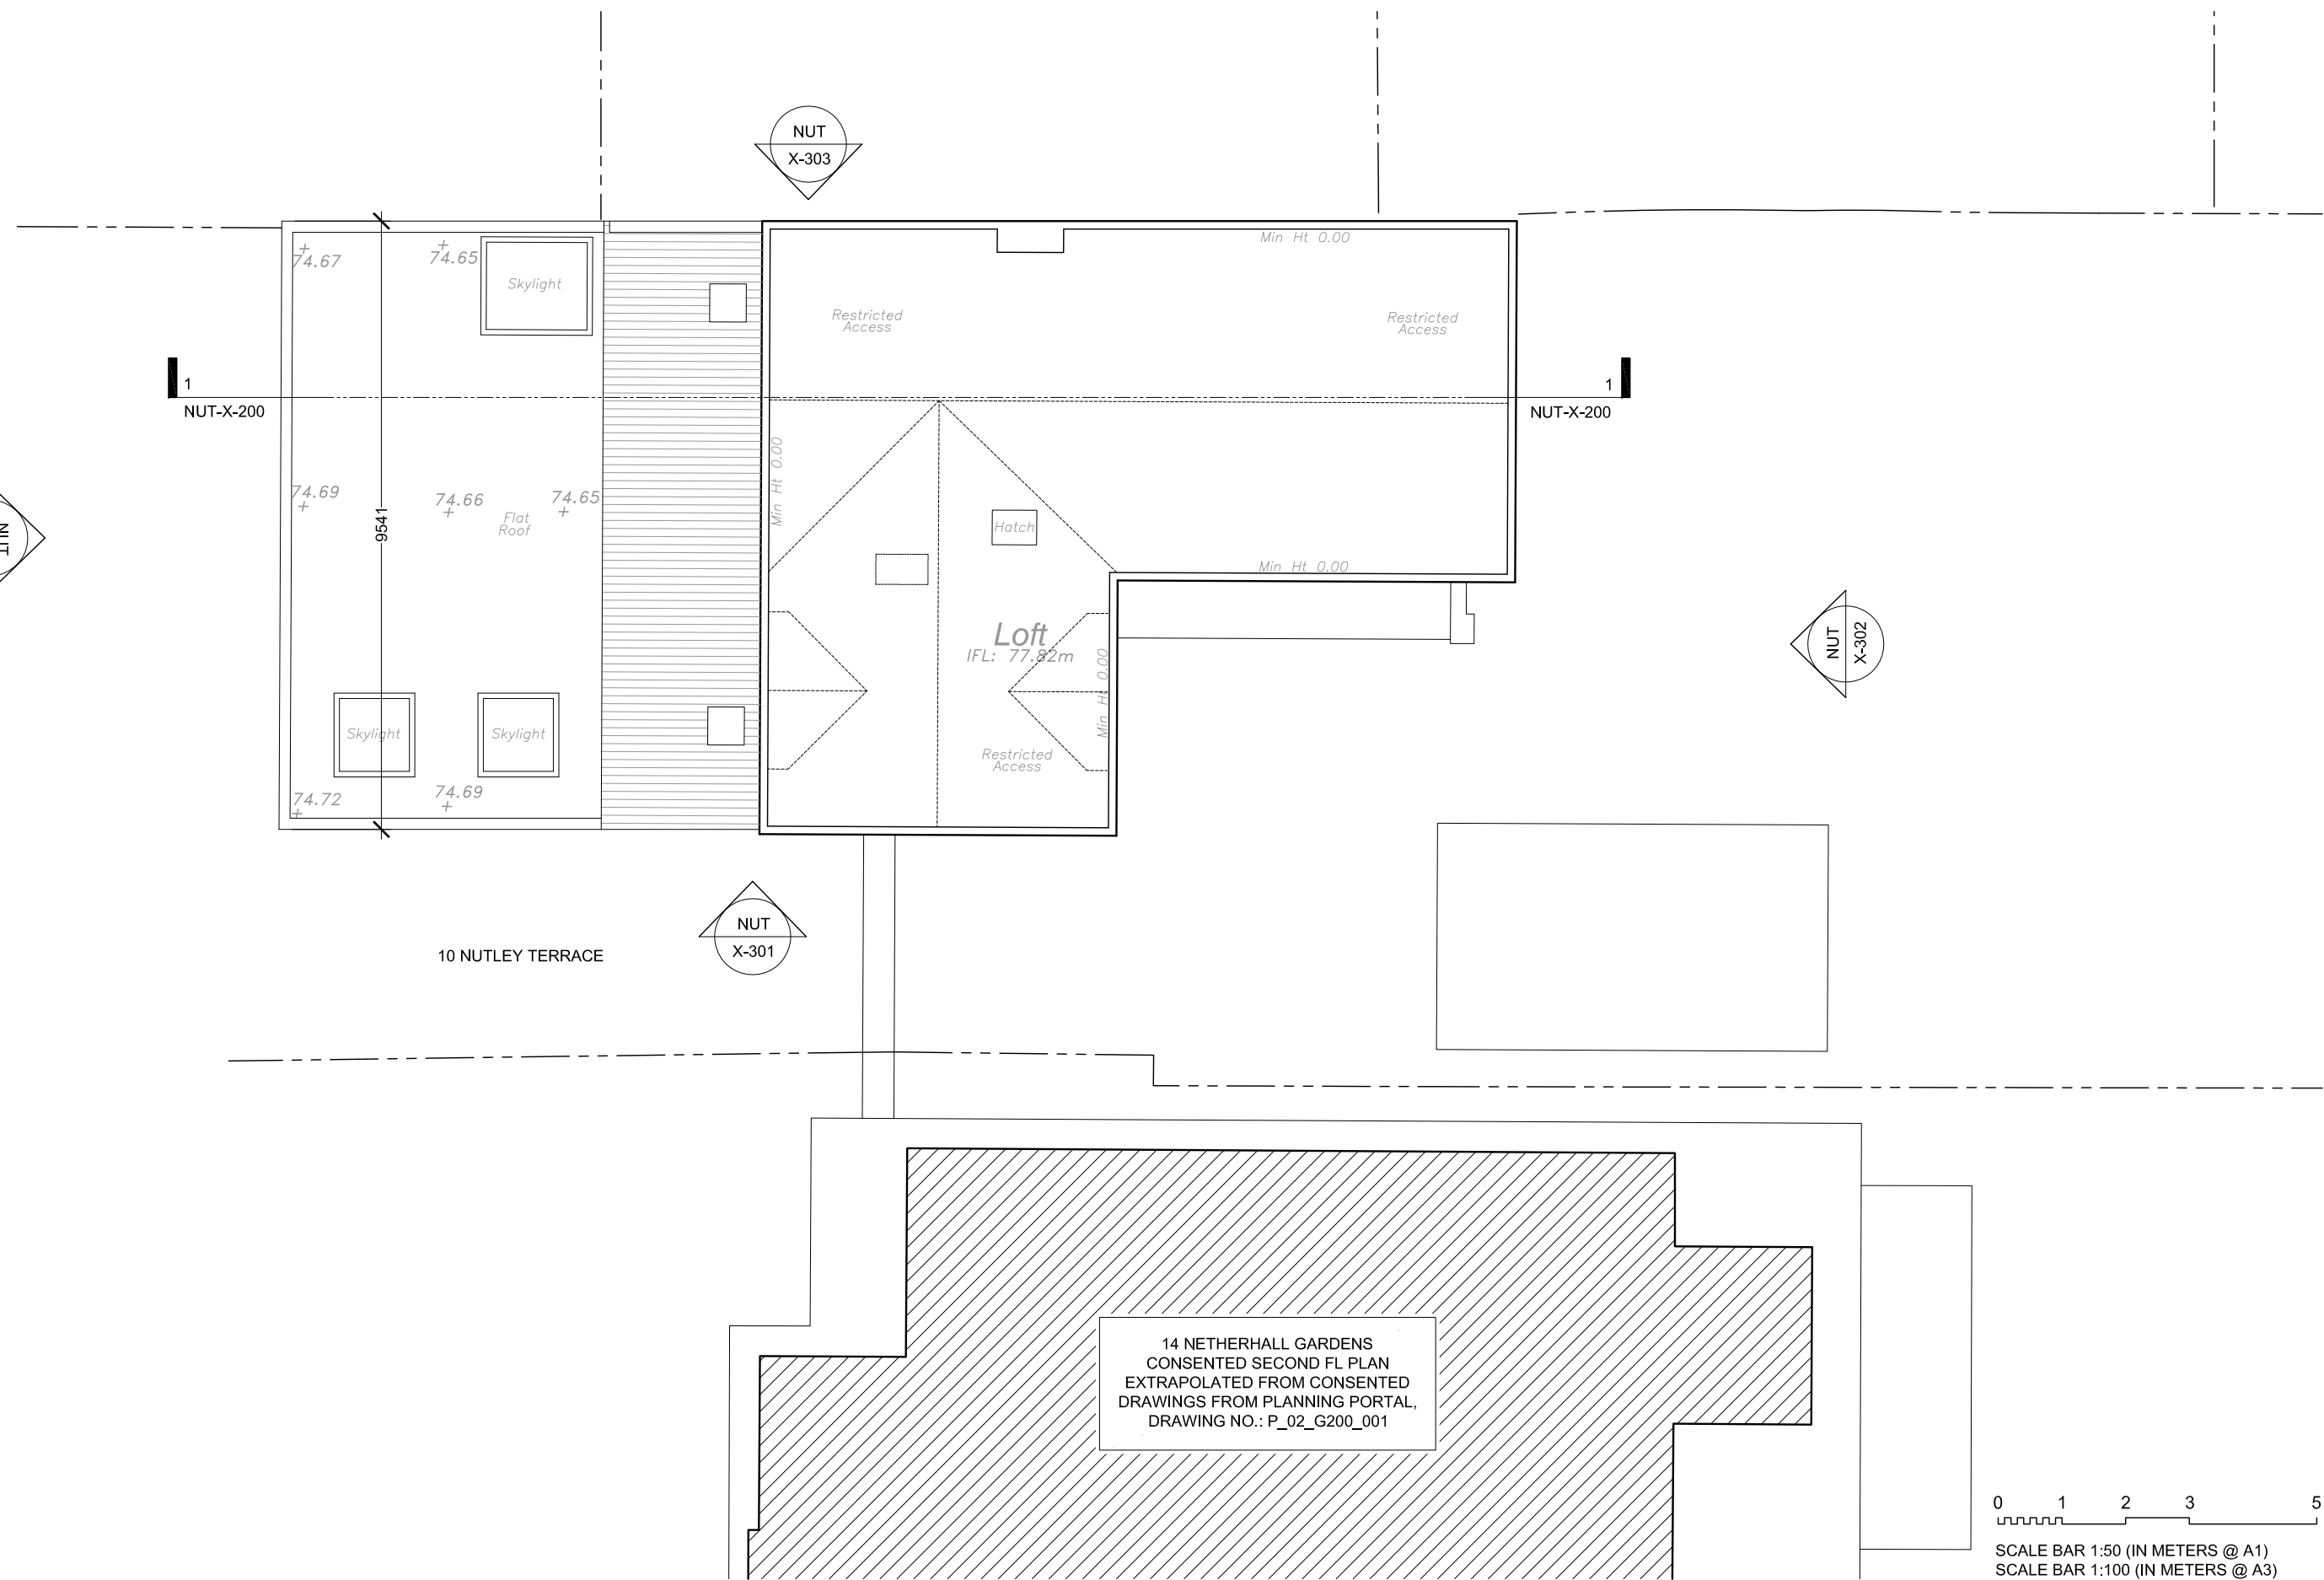 NUT
X-303
74.67
74.65
Skylight
Min Ht 0.00
Restricted
Access
Restricted
Access
1
NUT-X-200
1
NUT-X-200
Min Ht 0.00
74.69
74.66
74.65
Flat
Roof
9541
NUT
Hatch
Min Ht 0.00
Loft
IFL: 77.82m
Min Ht 0.00
NUT
X-302
Skylight
Skylight
Restricted
Access
74.72
74.69
NUT
X-301
10 NUTLEY TERRACE
14 NETHERHALL GARDENS
CONSENTED SECOND FL PLAN
EXTRAPOLATED FROM CONSENTED
DRAWINGS FROM PLANNING PORTAL,
DRAWING NO.: P_02_G200_001
0 1 2 3 5
SCALE BAR 1:50 (IN METERS @ A1)
SCALE BAR 1:100 (IN METERS @ A3)